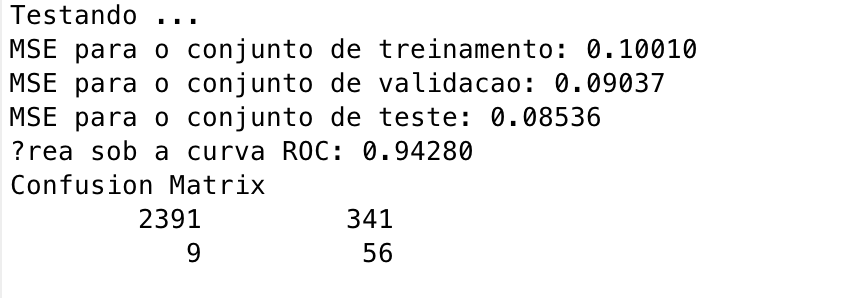 Testando ...
MSE para o conjunto de treinamento: 0.10010
MSE para o conjunto de validacao: 0.09037
MSE para o conjunto de teste: 0.08536
?rea sob a curva ROC: 0.94280
Confusion Matrix
2391 341
9 56